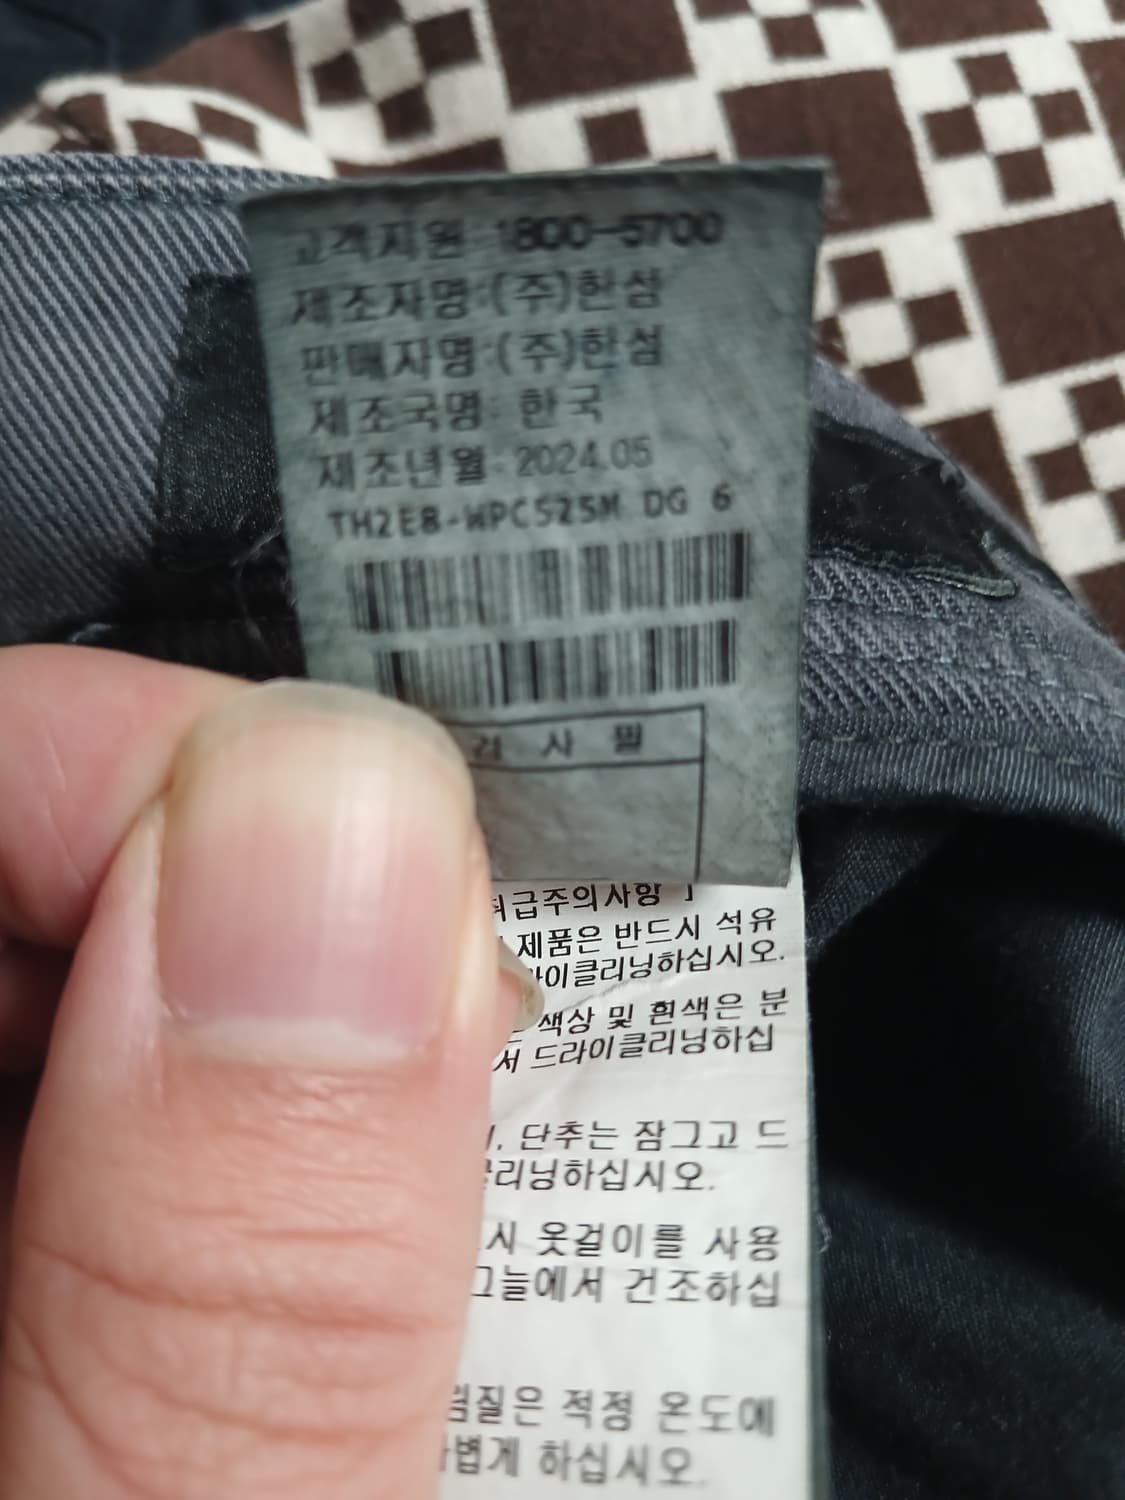 고객지원 1800-5700
제조자명:(주)한섬
판매자명:(주)한섬
제조국명: 한국
제조년월 2024.05
TH2E8-WPC525M DG 6
검 사 필
취급주의사항 ]
제품은 반드시 석유
라이클리닝하십시오.
색상 및 흰색은 분
서 드라이클리닝하십
단추는 잠그고 드
클리닝하십시오.
시 옷걸이를 사용
그늘에서 건조하십
림질은 적정 온도에
가볍게 하십시오.